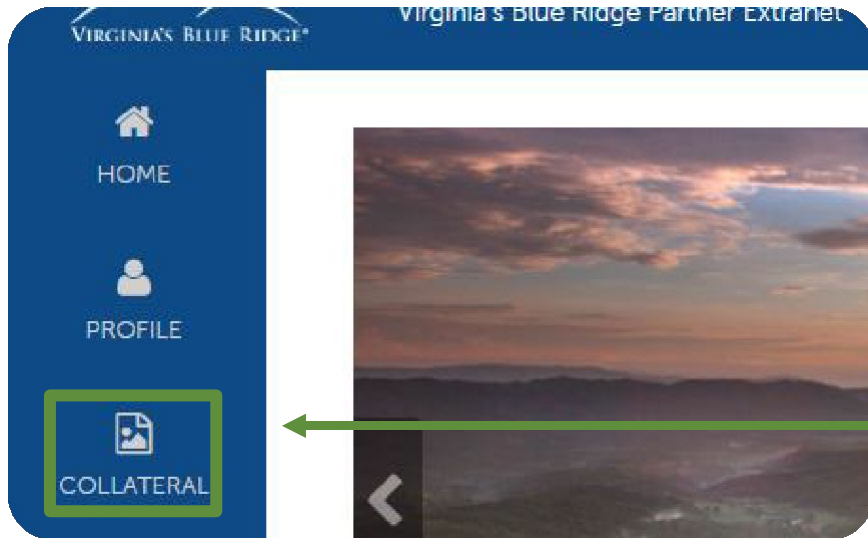 VIRGINIA'S BLUE RIDGE®
Virginia's Blue Ridge Partner Extranet
HOME
PROFILE
COLLATERAL